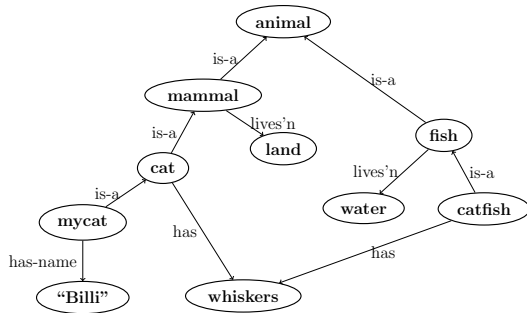 animal
is-a
is-a
mammal
lives'n
fish
is-a
land
cat
lives'n
is-a
is-a
mycat
water
catfish
has
has
has-name
“Billi”
whiskers